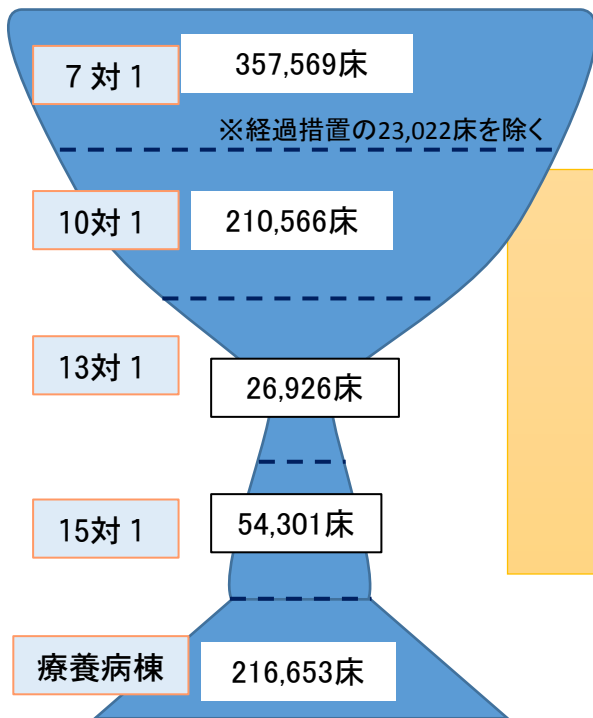 7対1
357,569床
※経過措置の23,022床を除く
10対1
210,566床
13対1
26,926床
15対1
54,301床
療養病棟
216,653床